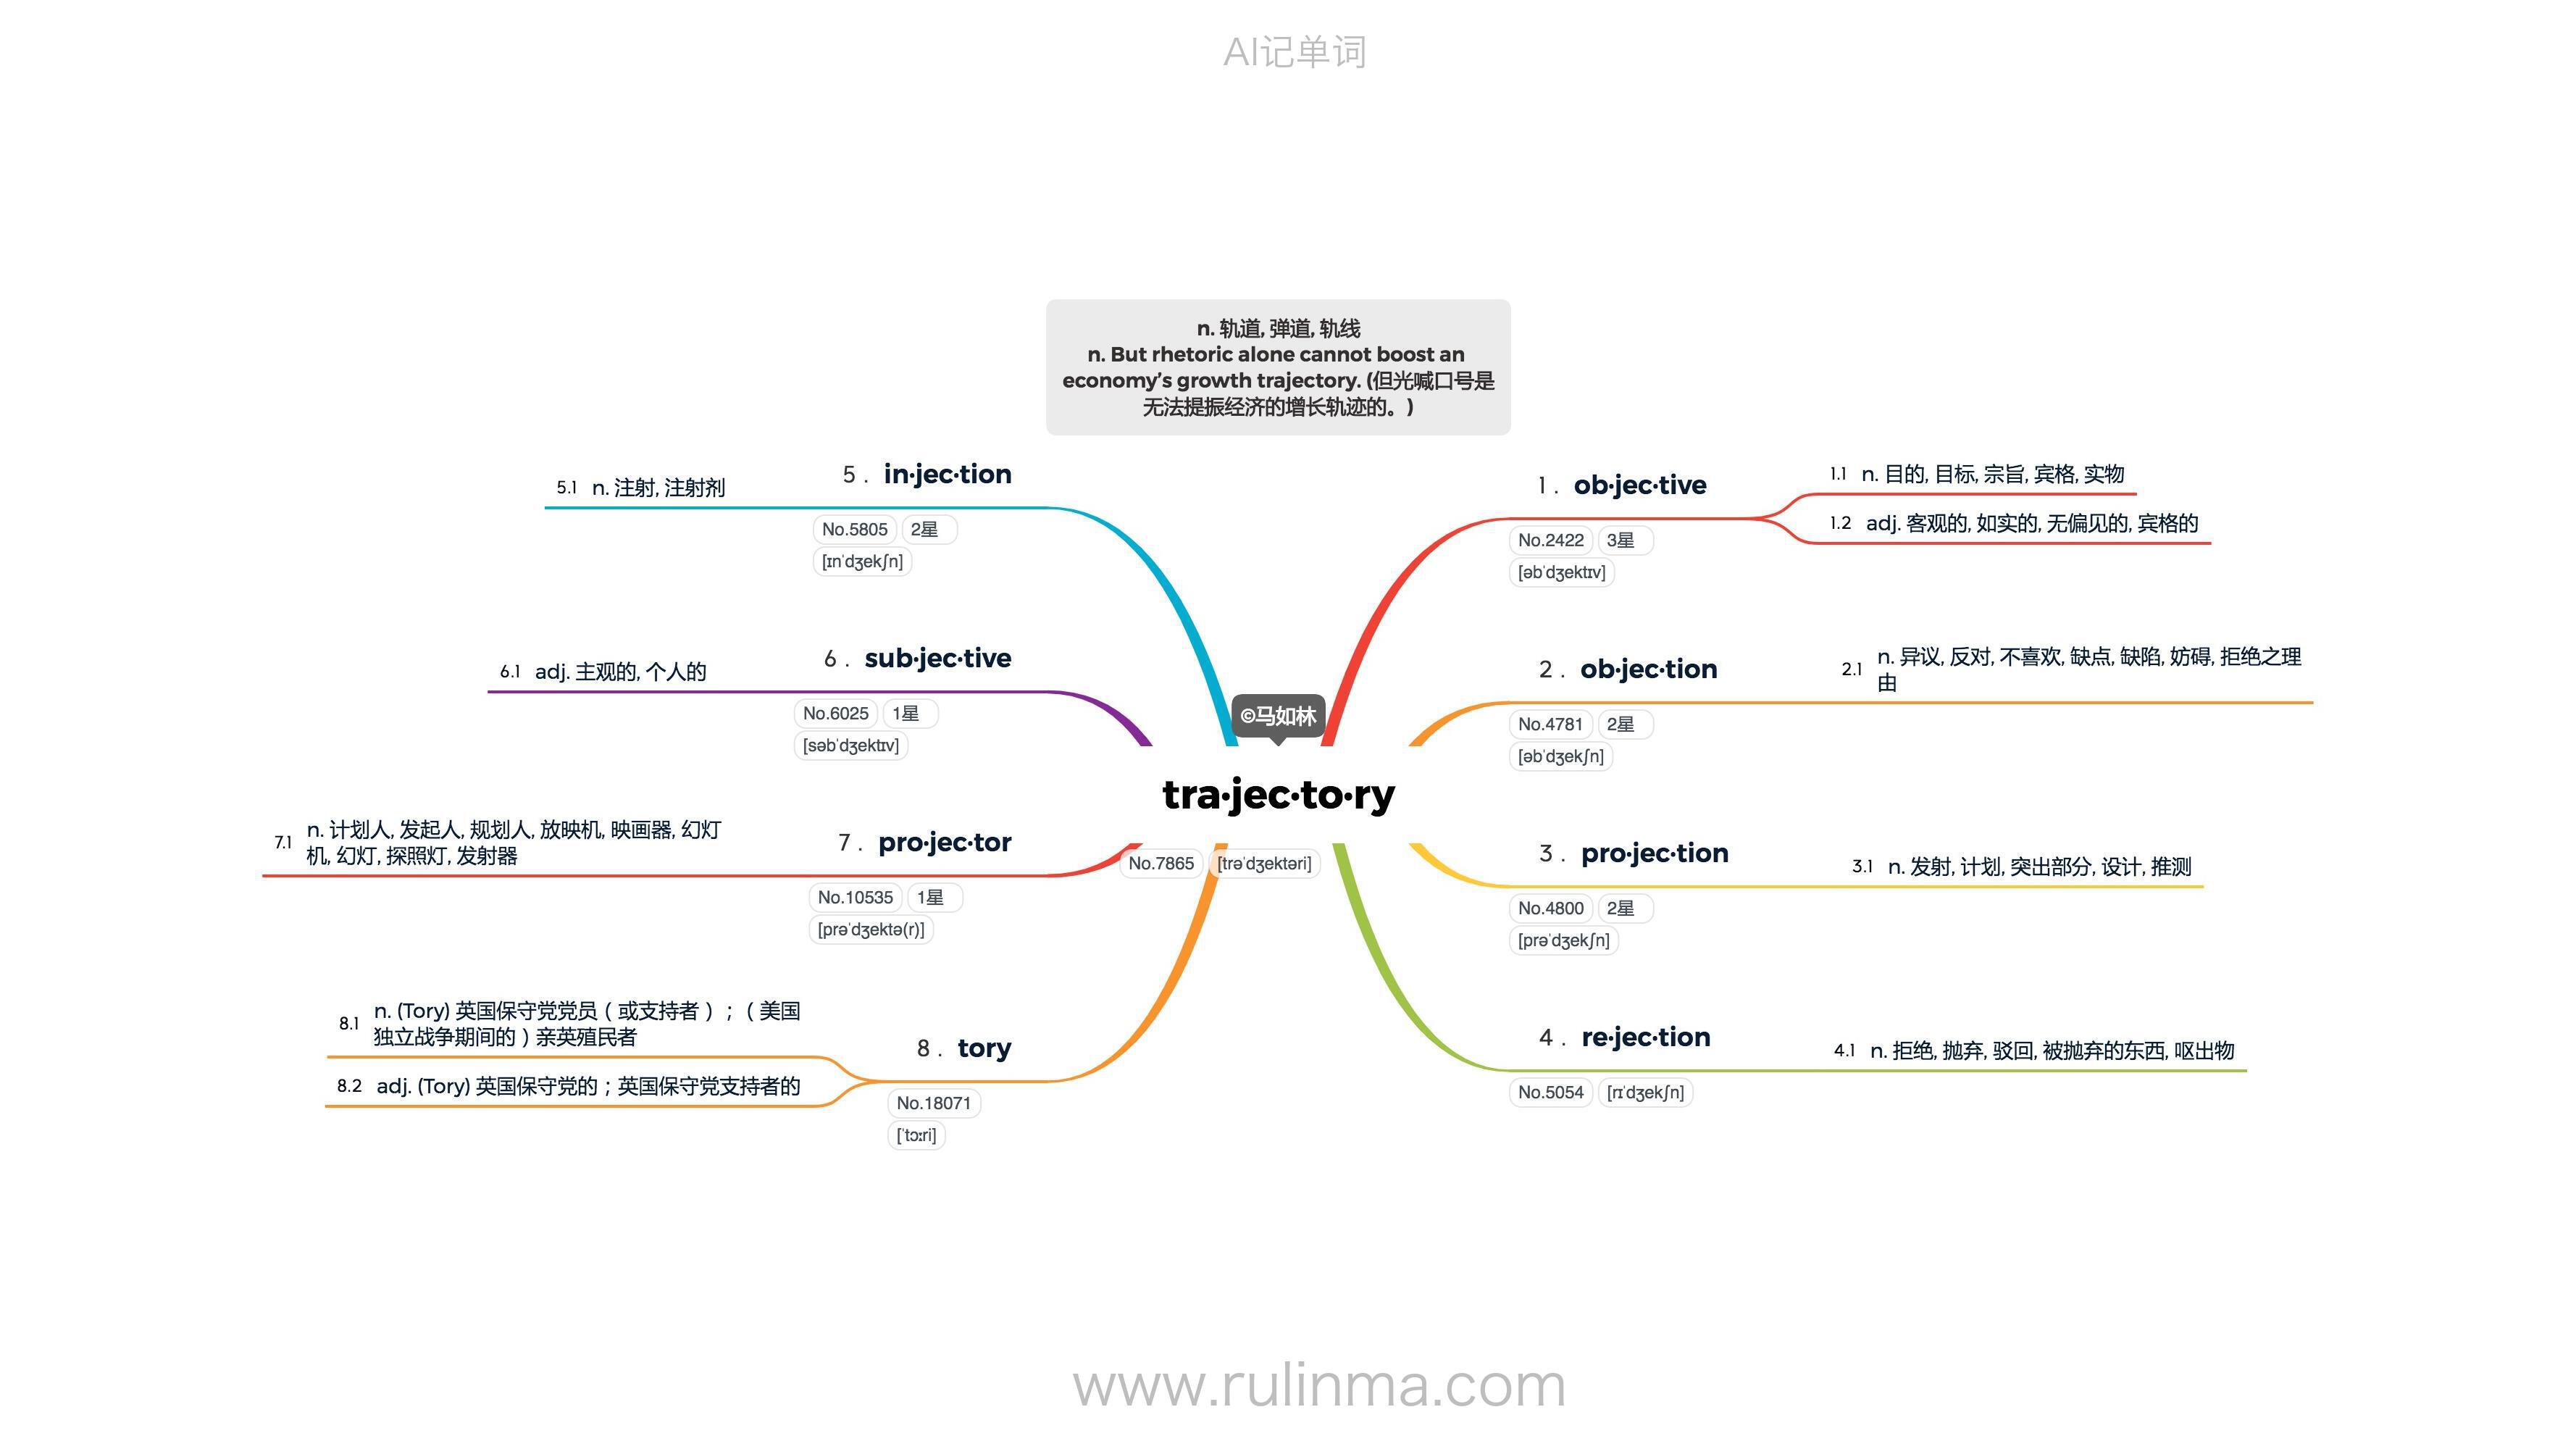 AI记单词
n. 轨道, 弹道, 轨线
n. But rhetoric alone cannot boost an
economy’s growth trajectory. (但光喊口号是
无法提振经济的增长轨迹的。)
©马如林
tra·jec·to·ry
No.7865 [trəˈdʒektəri]
1 . ob·jec·tive
No.2422 3星
[əbˈdʒektɪv]
1.1 n. 目的, 目标, 宗旨, 宾格, 实物
1.2 adj. 客观的, 如实的, 无偏见的, 宾格的
2 . ob·jec·tion
No.4781 2星
[əbˈdʒekʃn]
2.1 n. 异议, 反对, 不喜欢, 缺点, 缺陷, 妨碍, 拒绝之理
由
3 . pro·jec·tion
No.4800 2星
[prəˈdʒekʃn]
3.1 n. 发射, 计划, 突出部分, 设计, 推测
4 . re·jec·tion
No.5054 [rɪˈdʒekʃn]
4.1 n. 拒绝, 抛弃, 驳回, 被抛弃的东西, 呕出物
5 . in·jec·tion
No.5805 2星
[ɪnˈdʒekʃn]
5.1 n. 注射, 注射剂
6 . sub·jec·tive
No.6025 1星
[səbˈdʒektɪv]
6.1 adj. 主观的, 个人的
7 . pro·jec·tor
No.10535 1星
[prəˈdʒektə(r)]
7.1 n. 计划人, 发起人, 规划人, 放映机, 映画器, 幻灯
机, 幻灯, 探照灯, 发射器
8 . tory
No.18071
[ˈtɔːri]
8.1 n. (Tory) 英国保守党党员（或支持者）；（美国
独立战争期间的）亲英殖民者
8.2 adj. (Tory) 英国保守党的；英国保守党支持者的
www.rulinma.com